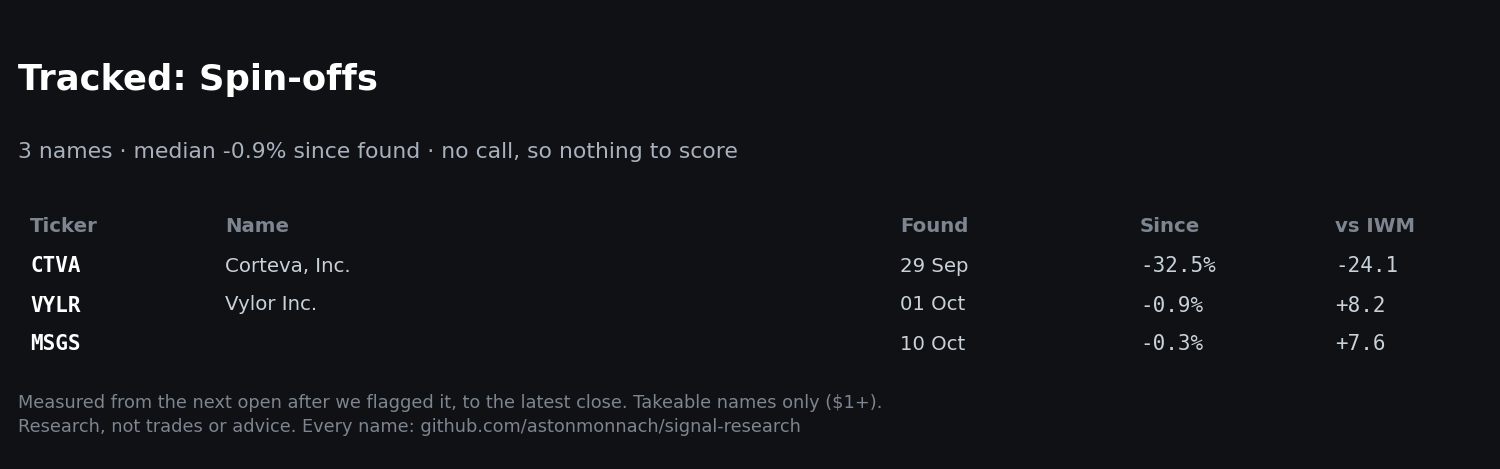 Tracked: Spin-offs
3 names · median -0.9% since found · no call, so nothing to score
Ticker Name Found Since vs IWM
CTVA Corteva, Inc. 29 Sep -32.5% -24.1
VYLR Vylor Inc. 01 Oct -0.9% +8.2
MSGS 10 Oct -0.3% +7.6
Measured from the next open after we flagged it, to the latest close. Takeable names only ($1+).
Research, not trades or advice. Every name: github.com/astonmonnach/signal-research